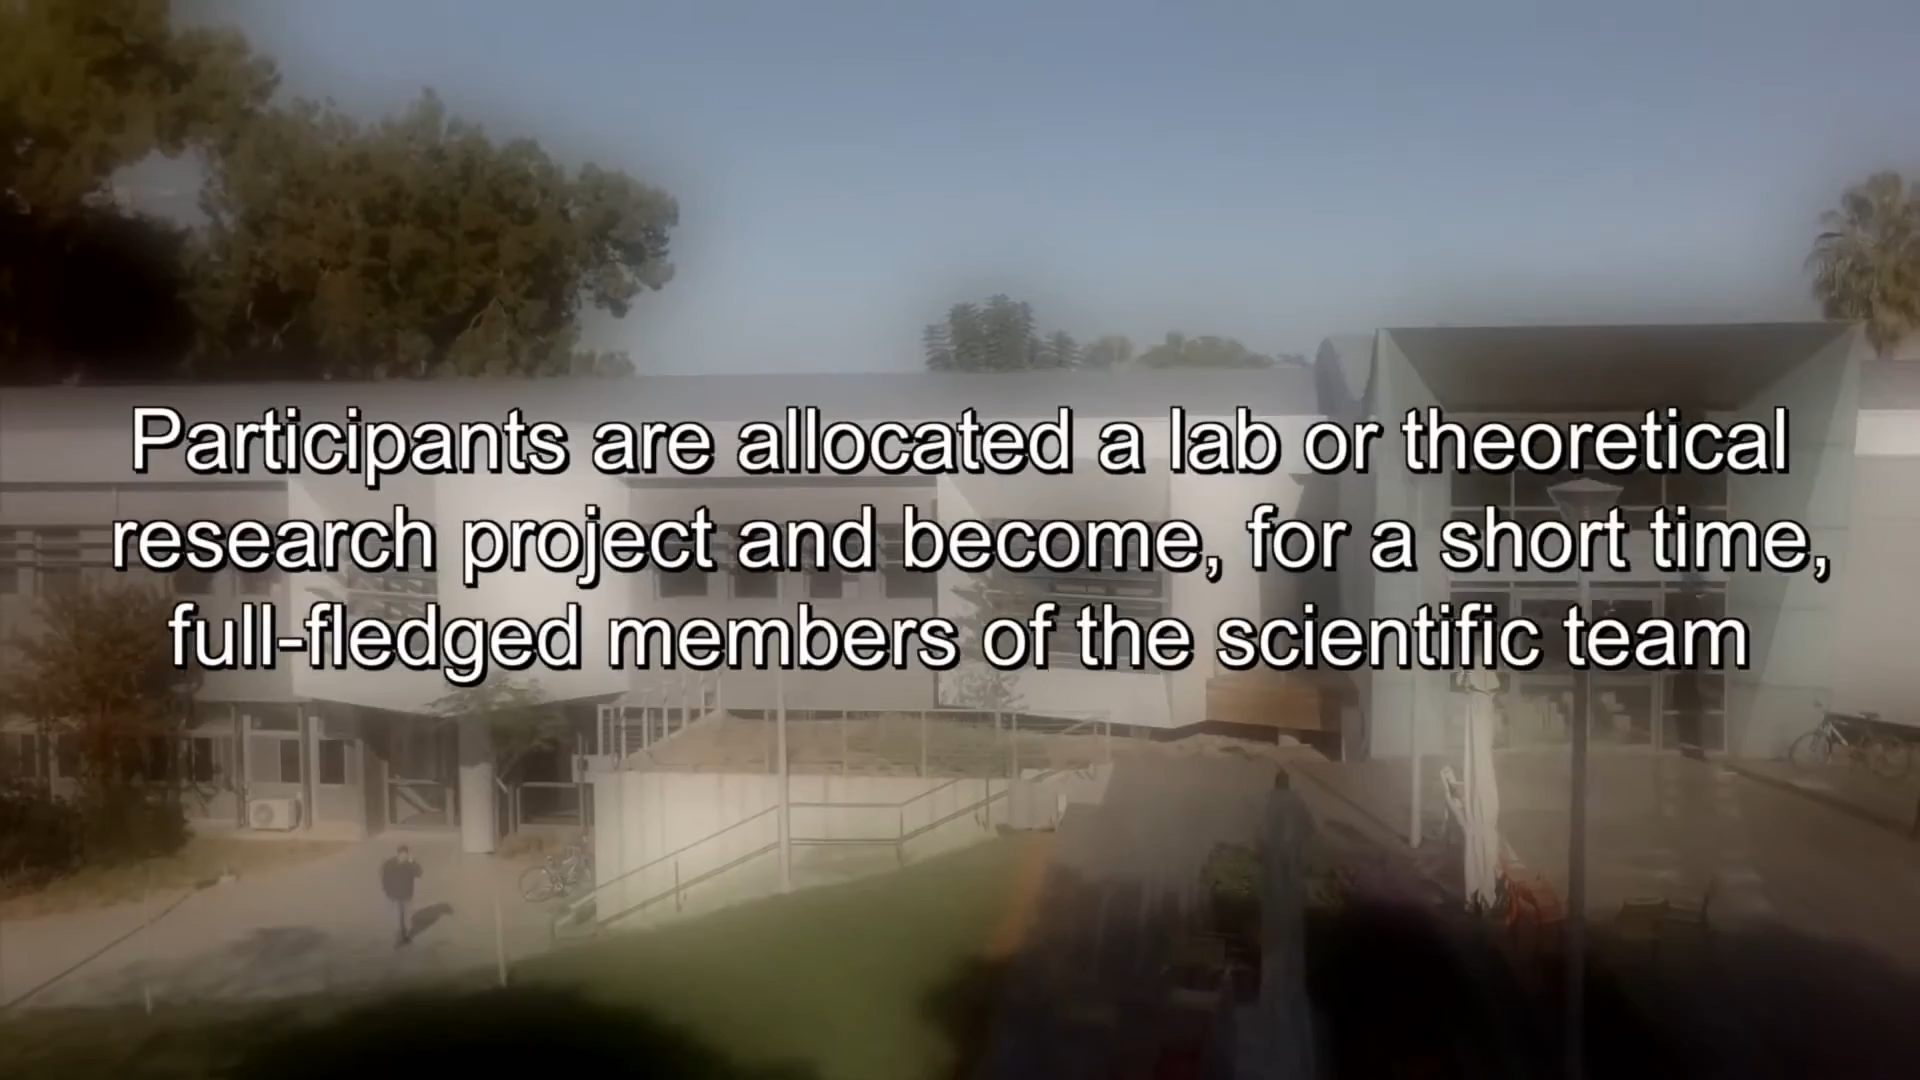 Participants are allocated a lab or theoretical
research project and become, for a short time,
full-fledged members of the scientific team